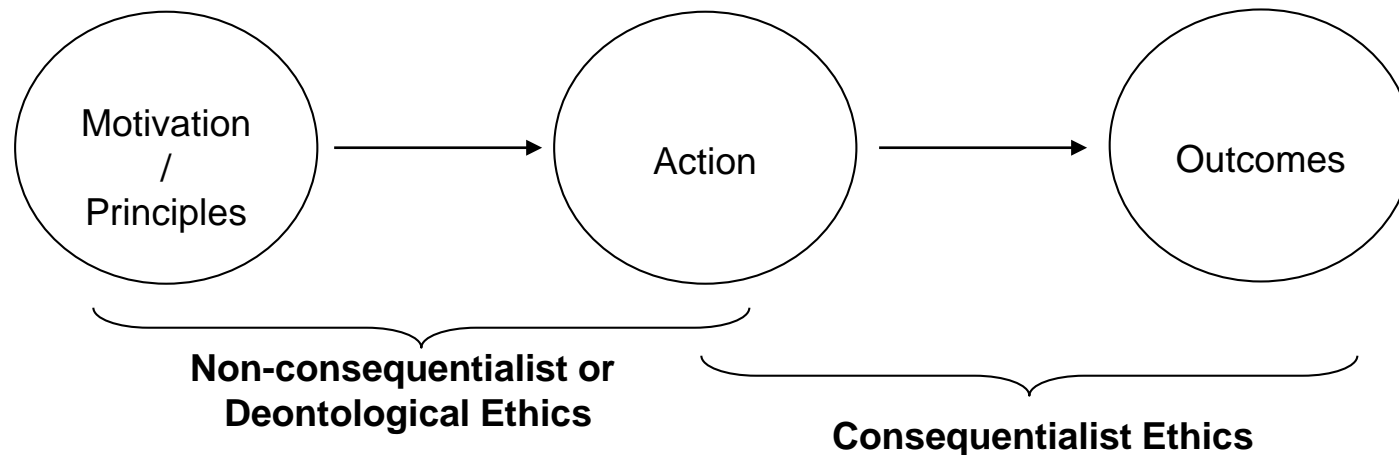 Motivation
/
Principles
Action
Outcomes
Non-consequentialist or
Deontological Ethics
Consequentialist Ethics